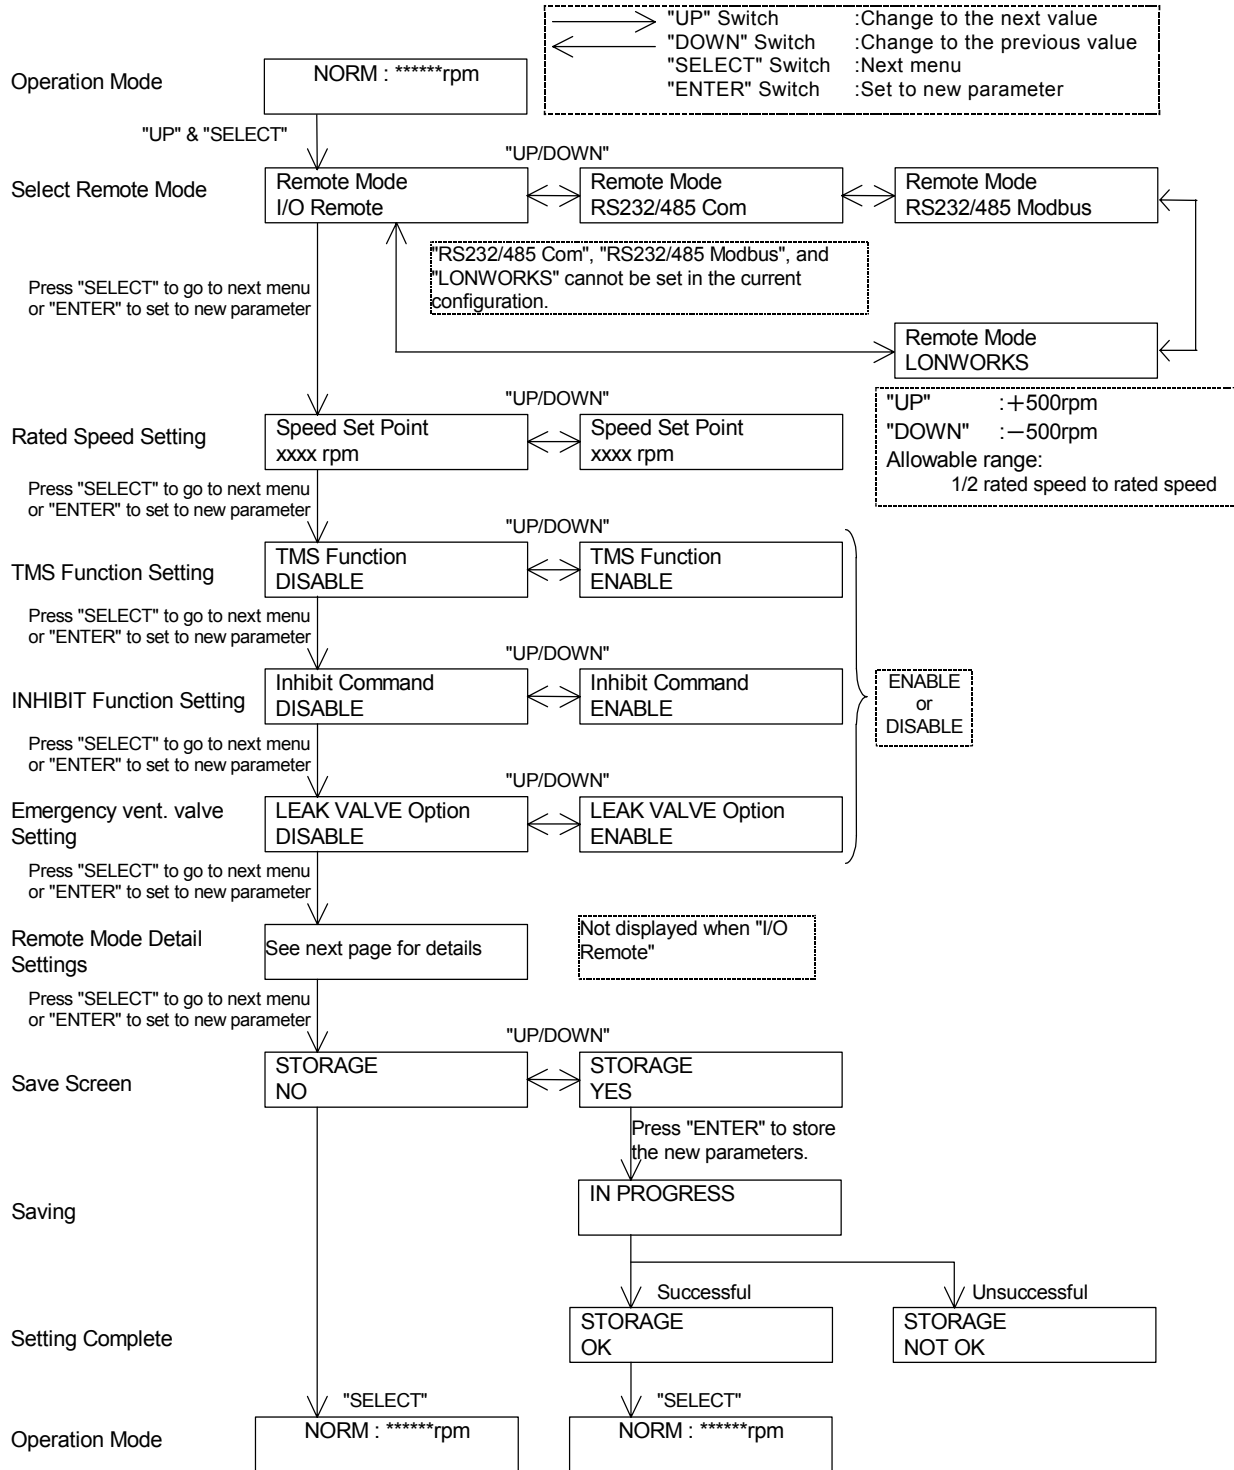 "UP" Switch :Change to the next value
"DOWN" Switch :Change to the previous value
"SELECT" Switch :Next menu
"ENTER" Switch :Set to new parameter
Operation Mode
NORM : ******rpm
"UP" & "SELECT"
"UP/DOWN"
Select Remote Mode
Remote Mode
I/O Remote
Remote Mode
RS232/485 Com
Remote Mode
RS232/485 Modbus
"RS232/485 Com", "RS232/485 Modbus", and
"LONWORKS" cannot be set in the current
configuration.
Press "SELECT" to go to next menu
or "ENTER" to set to new parameter
Remote Mode
LONWORKS
"UP/DOWN"
Rated Speed Setting
Speed Set Point
xxxx rpm
Speed Set Point
xxxx rpm
"UP" :+500rpm
"DOWN" :−500rpm
Allowable range:
1/2 rated speed to rated speed
Press "SELECT" to go to next menu
or "ENTER" to set to new parameter
"UP/DOWN"
TMS Function Setting
TMS Function
DISABLE
TMS Function
ENABLE
Press "SELECT" to go to next menu
or "ENTER" to set to new parameter
"UP/DOWN"
INHIBIT Function Setting
Inhibit Command
DISABLE
Inhibit Command
ENABLE
ENABLE
or
DISABLE
Press "SELECT" to go to next menu
or "ENTER" to set to new parameter
"UP/DOWN"
Emergency vent. valve
Setting
LEAK VALVE Option
DISABLE
LEAK VALVE Option
ENABLE
Press "SELECT" to go to next menu
or "ENTER" to set to new parameter
Remote Mode Detail
Settings
See next page for details
Not displayed when "I/O
Remote"
Press "SELECT" to go to next menu
or "ENTER" to set to new parameter
"UP/DOWN"
Save Screen
STORAGE
NO
STORAGE
YES
Press "ENTER" to store
the new parameters.
Saving
IN PROGRESS
Successful
Unsuccessful
Setting Complete
STORAGE
OK
STORAGE
NOT OK
"SELECT"
"SELECT"
Operation Mode
NORM : ******rpm
NORM : ******rpm